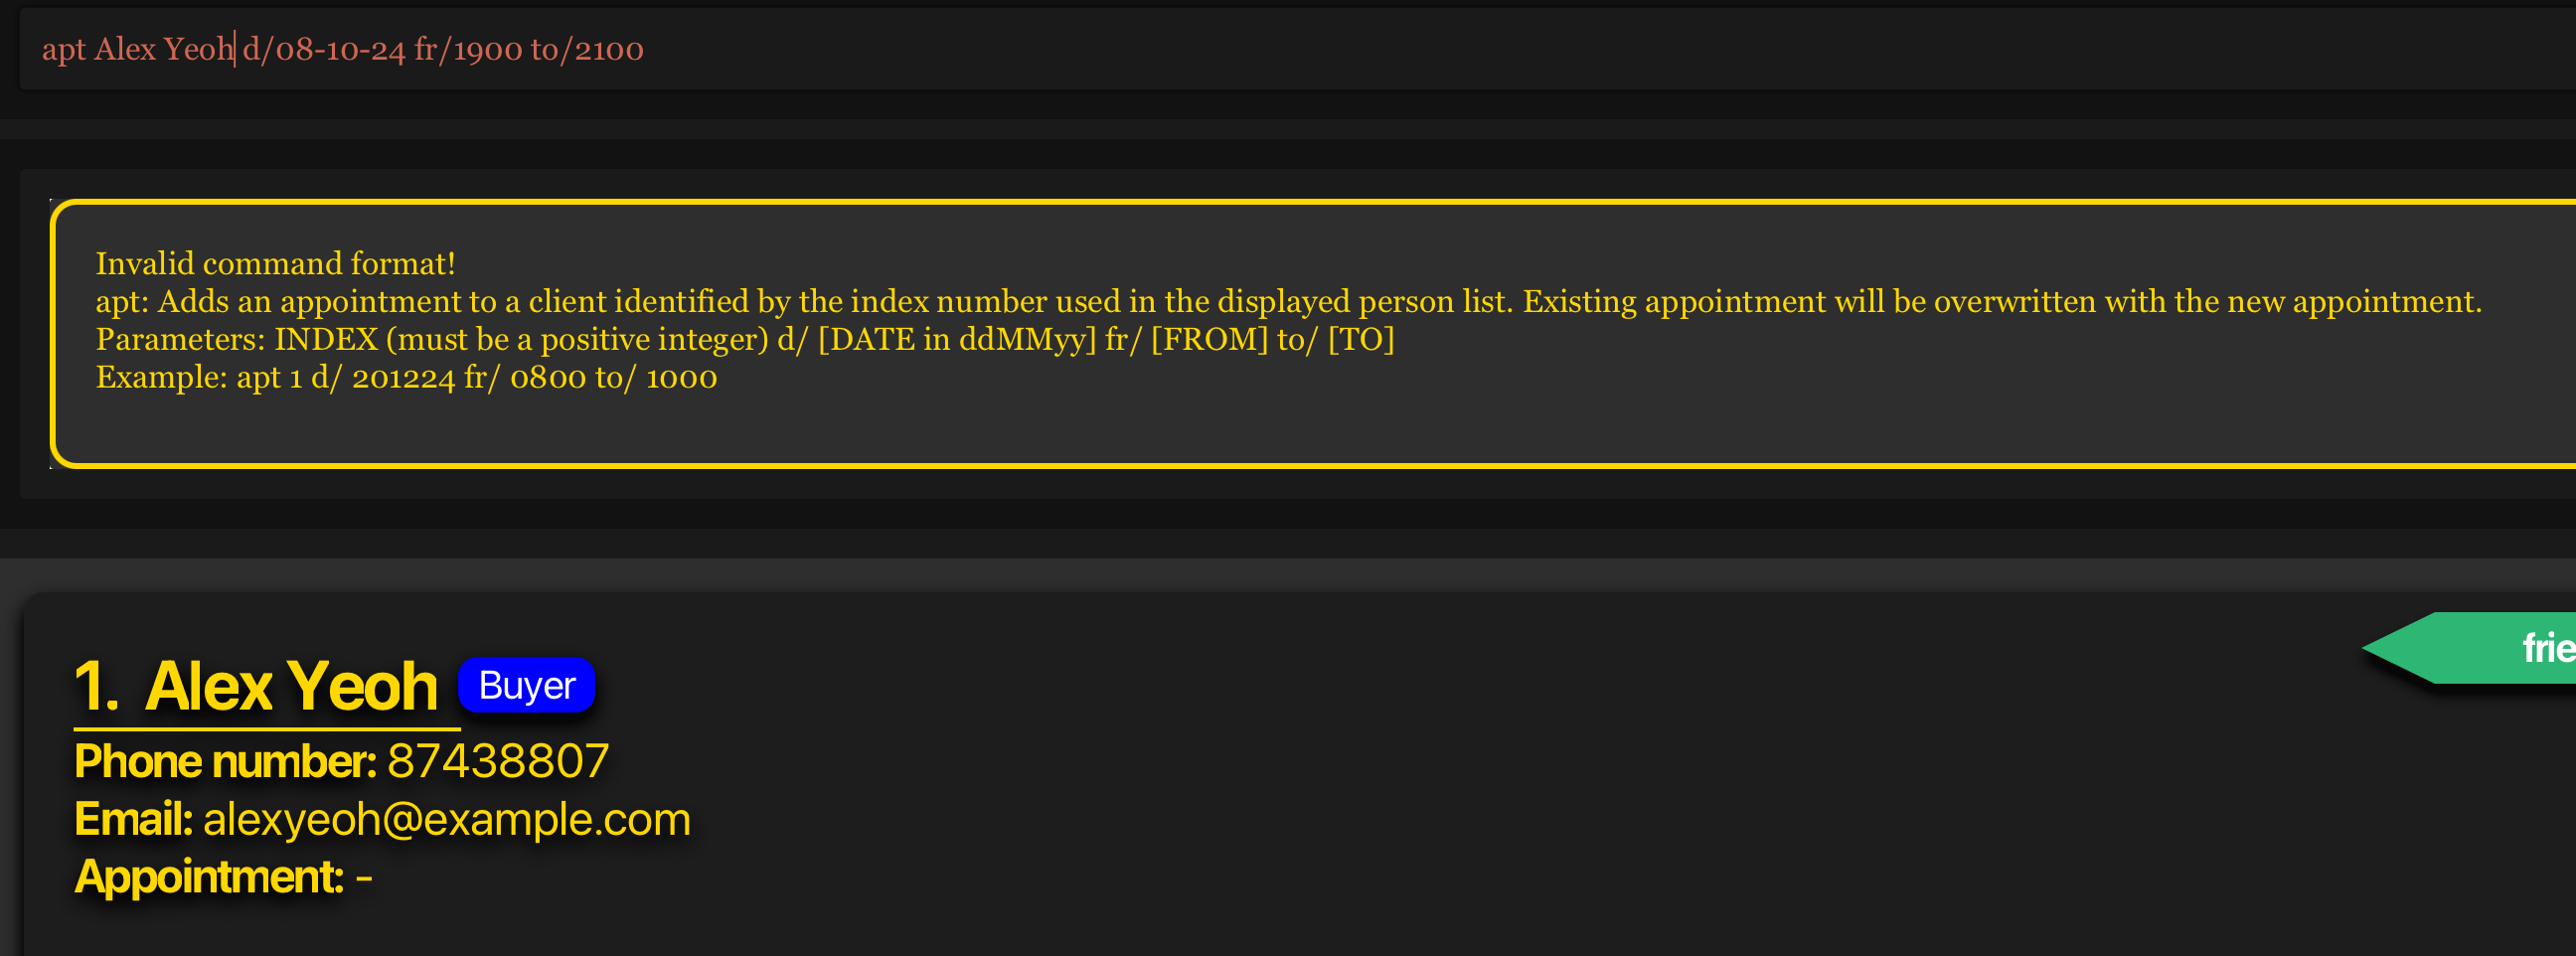 apt Alex Yeoh d/08-10-24 fr/1900 to/2100
Invalid command format!
apt: Adds an appointment to a client identified by the index number used in the displayed person list. Existing appointment will be overwritten with the new appointment.
Parameters: INDEX (must be a positive integer) d/ [DATE in ddMMyy] fr/ [FROM] to/ [TO]
Example: apt 1 d/ 201224 fr/ 0800 to/ 1000
frie
1. Alex Yeoh Buyer
Phone number: 87438807
Email: alexyeoh@example.com
Appointment: -